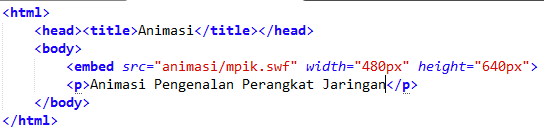 <html>
<head><title>Animasi</title></head>
<body>
<embed src="animasi/mpik.swf" width="480px" height="640px">
<p>Animasi Pengenalan Perangkat Jaringan</p>
</body>
</html>